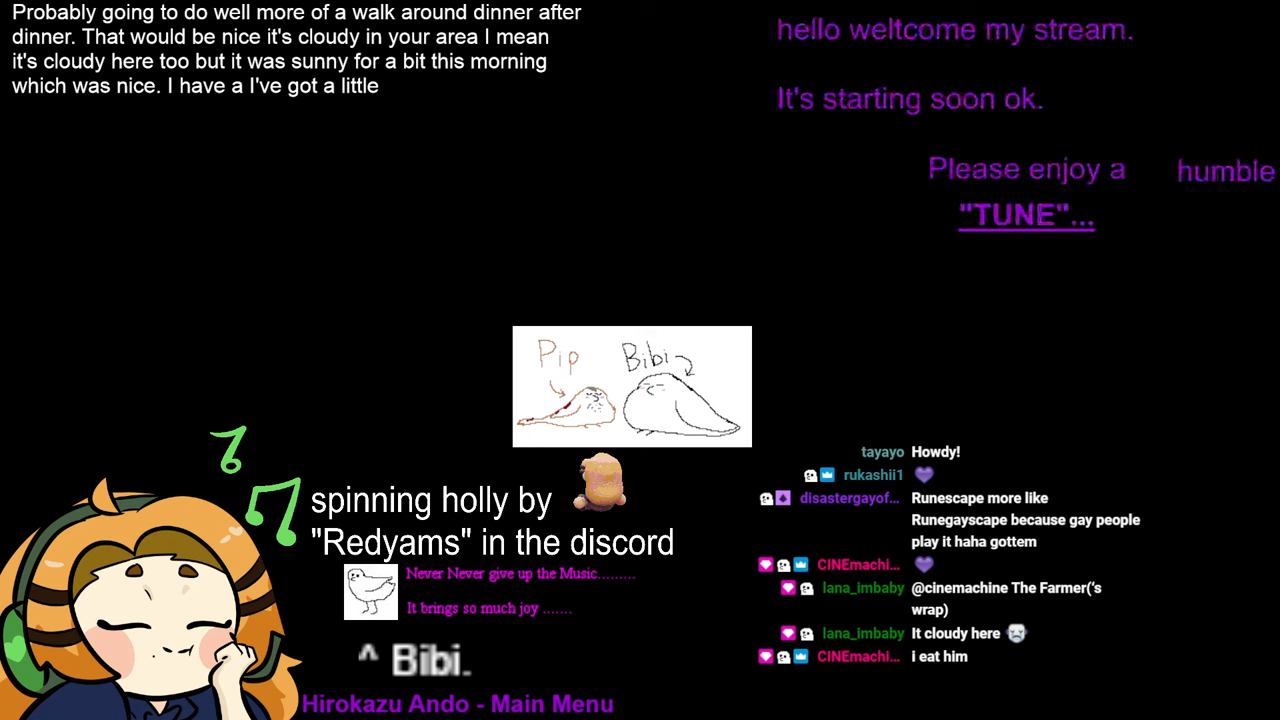 Probably going to do well more of a walk around dinner after
dinner. That would be nice it's cloudy in your area I mean
it's cloudy here too but it was sunny for a bit this morning
which was nice. I have a I've got a little
hello weltcome my stream.
It's starting soon ok.
Please enjoy a humble
"TUNE"...
Pip
Bibi
spinning holly by
"Redyams" in the discord
Never Never give up the Music.........
It brings so much joy .......
^ Bibi.
Hirokazu Ando - Main Menu
tayayo Howdy!
rukashii1
disastergayof... Runescape more like
Runegayscape because gay people
play it haha gottem
CINEmachi...
lana_imbaby @cinemachine The Farmer('s
wrap)
lana_imbaby It cloudy here
CINEmachi... i eat him